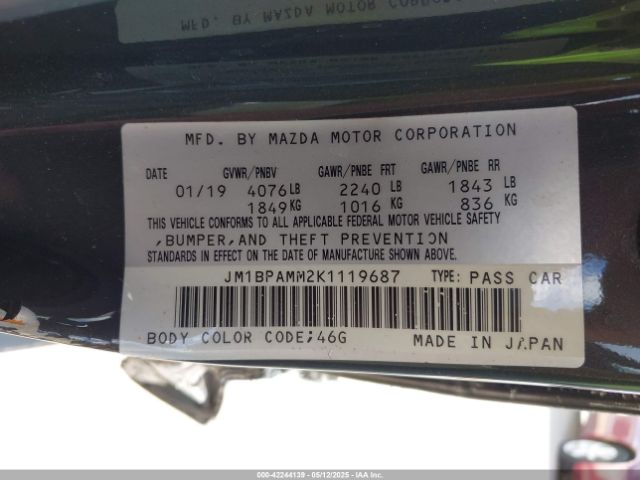 MFD. BY MAZDA MOTOR CORPORATION
DATE GVWR/PNBV GAWR/PNBE FRT GAWR/PNBE RR
01/19 4076LB 2240 LB 1843 LB
1849KG 1016 KG 836 KG
THIS VEHICLE CONFORMS TO ALL APPLICABLE FEDERAL MOTOR VEHICLE SAFETY
,BUMPER,AND THEFT PREVENTION
STANDARDS IN EFFECT ON THE DATE OF MANUFACTURE SHOWN ABOVE.
JM1BPAMM2K1119687 TYPE: PASS CAR
BODY COLOR CODE;46G MADE IN JAPAN
000-42244139 - 05/12/2025 - IAA Inc.